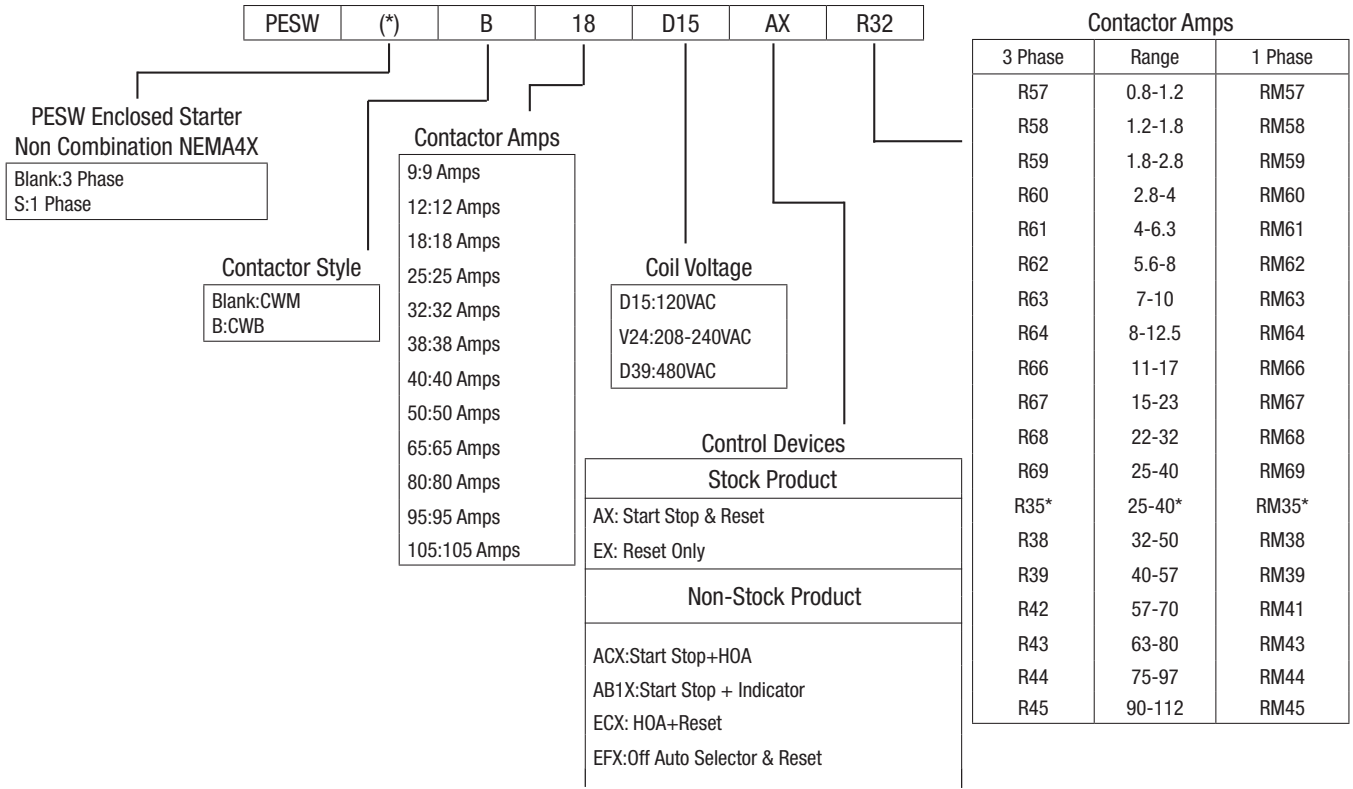 PESW (*) B 18 D15 AX R32
PESW Enclosed Starter
Non Combination NEMA4X
Blank:3 Phase
S:1 Phase
Contactor Style
Blank:CWM
B:CWB
Contactor Amps
9:9 Amps
12:12 Amps
18:18 Amps
25:25 Amps
32:32 Amps
38:38 Amps
40:40 Amps
50:50 Amps
65:65 Amps
80:80 Amps
95:95 Amps
105:105 Amps
Coil Voltage
D15:120VAC
V24:208-240VAC
D39:480VAC
Control Devices
Stock Product
AX: Start Stop & Reset
EX: Reset Only
Non-Stock Product
ACX:Start Stop+HOA
AB1X:Start Stop + Indicator
ECX: HOA+Reset
EFX:Off Auto Selector & Reset
Contactor Amps
3 Phase Range 1 Phase
R57 0.8-1.2 RM57
R58 1.2-1.8 RM58
R59 1.8-2.8 RM59
R60 2.8-4 RM60
R61 4-6.3 RM61
R62 5.6-8 RM62
R63 7-10 RM63
R64 8-12.5 RM64
R66 11-17 RM66
R67 15-23 RM67
R68 22-32 RM68
R69 25-40 RM69
R35* 25-40* RM35*
R38 32-50 RM38
R39 40-57 RM39
R42 57-70 RM41
R43 63-80 RM43
R44 75-97 RM44
R45 90-112 RM45